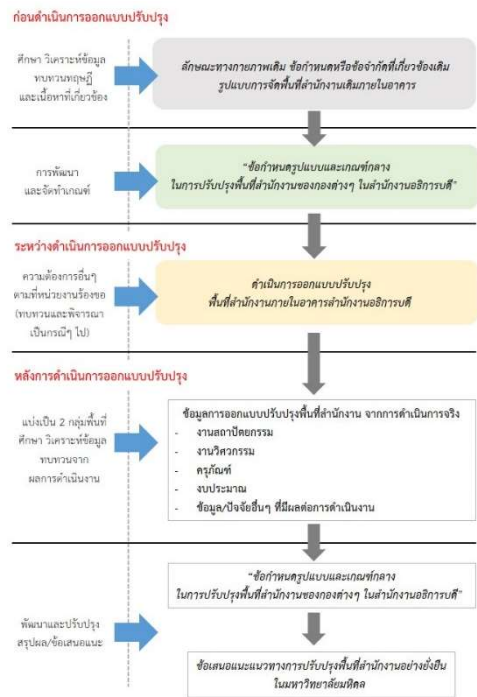 ก่อนดำเนินการออกแบบปรับปรุง
ศึกษา วิเคราะห์ข้อมูล
ทบทวนทฤษฎี
และเนื้อหาที่เกี่ยวข้อง
ลักษณะทางกายภาพเดิม ข้อกำหนดหรือข้อจำกัดที่เกี่ยวข้องเดิม
รูปแบบการจัดพื้นที่สำนักงานเดิมภายในอาคาร
การพัฒนา
และจัดทำเกณฑ์
"ข้อกำหนดรูปแบบและเกณฑ์กลาง
ในการปรับปรุงพื้นที่สำนักงานของกองต่างๆ ในสำนักงานอธิการบดี"
ระหว่างดำเนินการออกแบบปรับปรุง
ความต้องการอื่นๆ
ตามที่หน่วยงานร้องขอ
(ทบทวนและพิจารณา
เป็นกรณีๆ ไป)
ดำเนินการออกแบบปรับปรุง
พื้นที่สำนักงานภายในอาคารสำนักงานอธิการบดี
หลังการดำเนินการออกแบบปรับปรุง
แบ่งเป็น 2 กลุ่มพื้นที่
ศึกษา วิเคราะห์ข้อมูล
ทบทวนจาก
ผลการดำเนินงาน
ข้อมูลการออกแบบปรับปรุงพื้นที่สำนักงาน จากการดำเนินการจริง
- งานสถาปัตยกรรม
- งานวิศวกรรม
- ครุภัณฑ์
- งบประมาณ
- ข้อมูล/ปัจจัยอื่นๆ ที่มีผลต่อการดำเนินงาน
"ข้อกำหนดรูปแบบและเกณฑ์กลาง
ในการปรับปรุงพื้นที่สำนักงานของกองต่างๆ ในสำนักงานอธิการบดี"
พัฒนาและปรับปรุง
สรุปผล/ข้อเสนอแนะ
ข้อเสนอแนะแนวทางการปรับปรุงพื้นที่สำนักงานอย่างยั่งยืน
ในมหาวิทยาลัยมหิดล